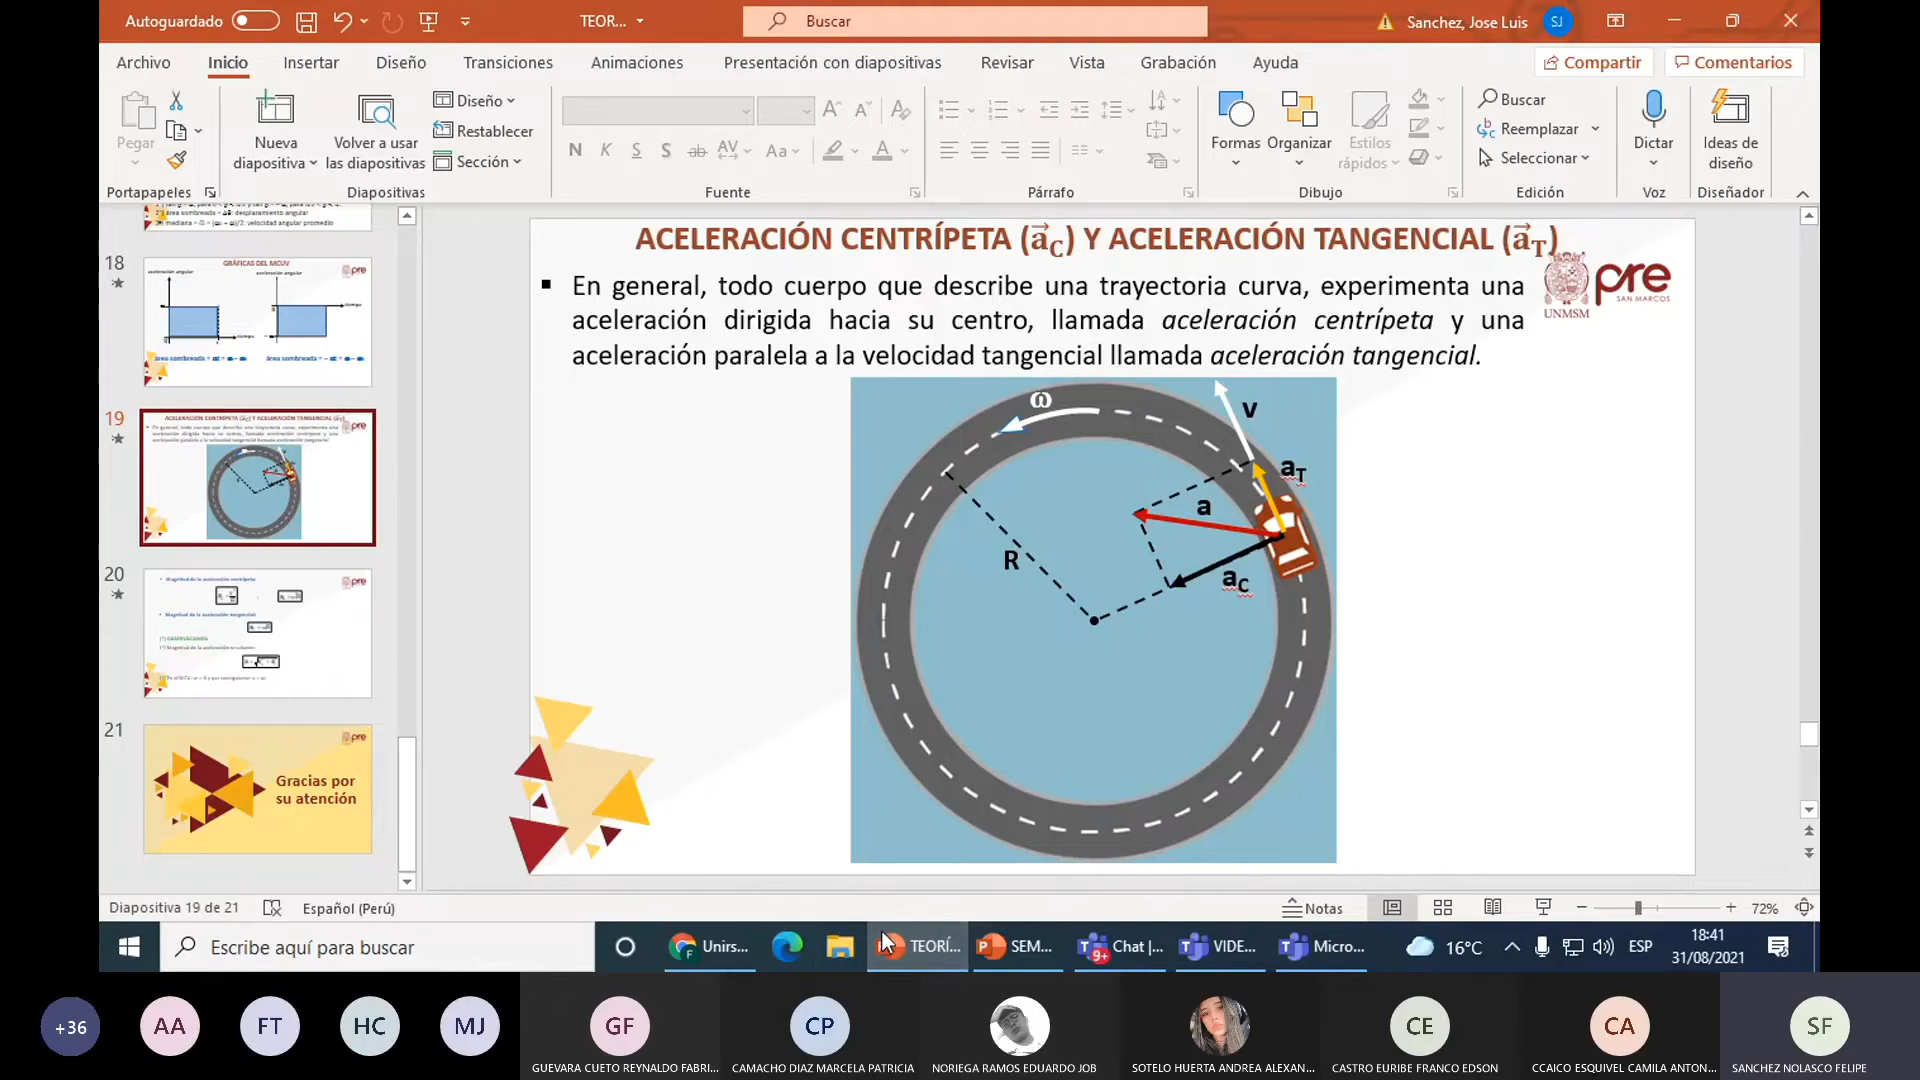 Autoguardado
TEOR...
Buscar
Sanchez, Jose Luis
SJ
Archivo
Inicio
Insertar
Diseño
Transiciones
Animaciones
Presentación con diapositivas
Revisar
Vista
Grabación
Ayuda
Compartir
Comentarios
Pegar
Nueva
diapositiva
Volver a usar
las diapositivas
Diseño
Restablecer
Sección
N K S ab AV Aa A
Formas
Organizar
Estilos
rápidos
Buscar
Reemplazar
Seleccionar
Dictar
Ideas de
diseño
Portapapeles
Diapositivas
Fuente
Párrafo
Dibujo
Edición
Voz
Diseñador
18
GRÁFICAS DEL MCUV
19
20
21
Gracias por
su atención
pre
ACELERACIÓN CENTRÍPETA (a⃗C) Y ACELERACIÓN TANGENCIAL (a⃗T)
En general, todo cuerpo que describe una trayectoria curva, experimenta una
aceleración dirigida hacia su centro, llamada aceleración centrípeta y una
aceleración paralela a la velocidad tangencial llamada aceleración tangencial.
UNMSM
pre
SAN MARCOS
ω
v
aT
a
R
aC
Diapositiva 19 de 21
Español (Perú)
Notas
72%
Escribe aquí para buscar
Unirs...
TEORÍ...
SEM...
Chat |...
9+
VIDE...
Micro...
16°C
ESP
18:41
31/08/2021
+36
AA
FT
HC
MJ
GF
CP
CE
CA
SF
GUEVARA CUETO REYNALDO FABRI...
CAMACHO DIAZ MARCELA PATRICIA
NORIEGA RAMOS EDUARDO JOB
SOTELO HUERTA ANDREA ALEXAN...
CASTRO EURIBE FRANCO EDSON
CCAICO ESQUIVEL CAMILA ANTON...
SANCHEZ NOLASCO FELIPE